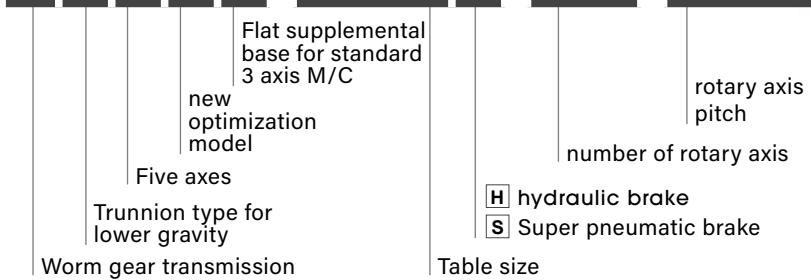 Flat supplemental
base for standard
3 axis M/C
new
optimization
model
rotary axis
pitch
number of rotary axis
Five axes
H hydraulic brake
Trunnion type for
lower gravity
S Super pneumatic brake
Worm gear transmission
Table size